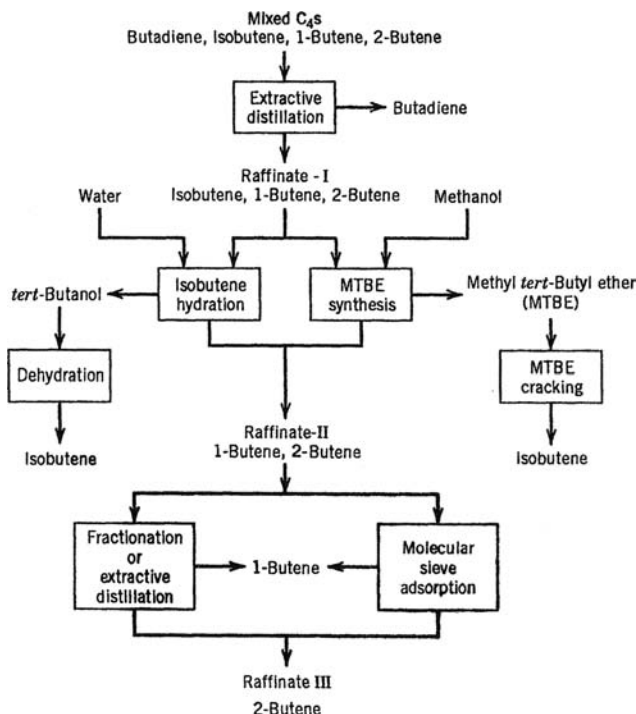 Mixed C₄s
Butadiene, Isobutene, 1-Butene, 2-Butene
Extractive
distillation
Butadiene
Raffinate - I
Isobutene, 1-Butene, 2-Butene
Water
Methanol
Isobutene
hydration
MTBE
synthesis
tert-Butanol
Methyl tert-Butyl ether
(MTBE)
Dehydration
MTBE
cracking
Isobutene
Isobutene
Raffinate-II
1-Butene, 2-Butene
Fractionation
or
extractive
distillation
1-Butene
Molecular
sieve
adsorption
Raffinate III
2-Butene